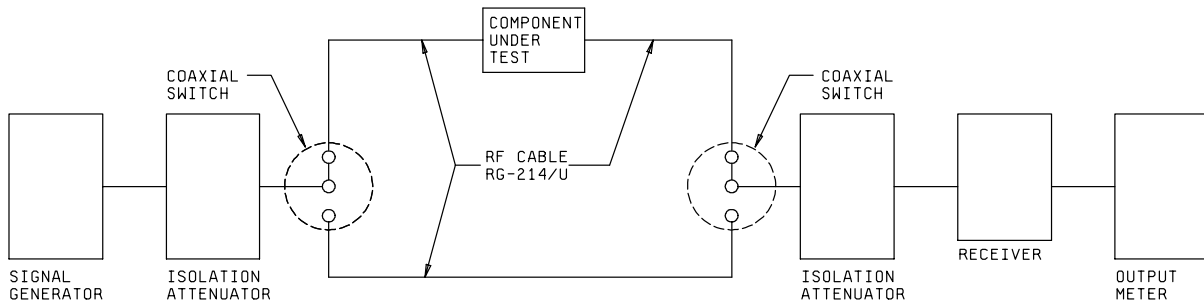 COMPONENT
UNDER
TEST
COAXIAL
SWITCH
COAXIAL
SWITCH
RF CABLE
RG-214/U
SIGNAL
GENERATOR
ISOLATION
ATTENUATOR
ISOLATION
ATTENUATOR
RECEIVER
OUTPUT
METER